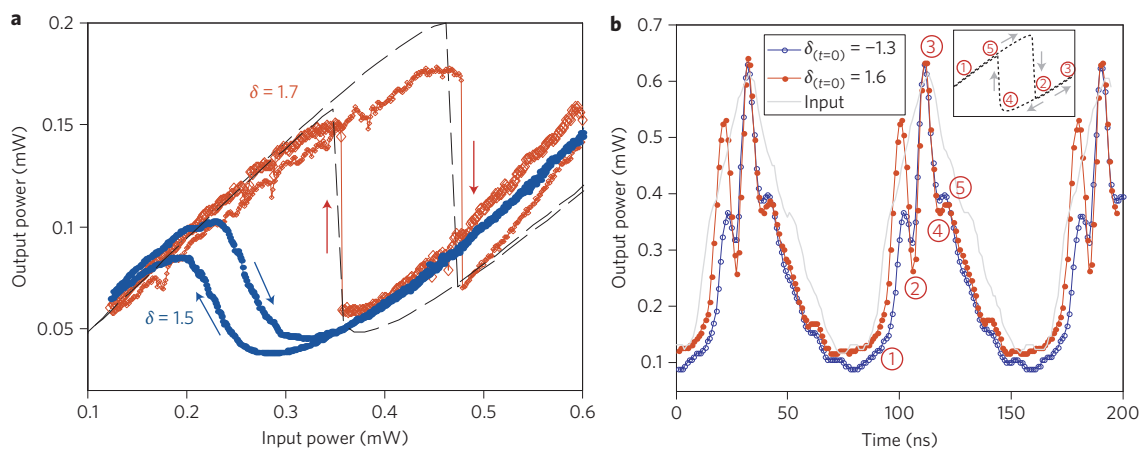 a
0.2
0.15
0.1
0.05
Output power (mW)
δ = 1.7
δ = 1.5
0.1
0.2
0.3
0.4
0.5
0.6
Input power (mW)
b
0.7
0.6
0.5
0.4
0.3
0.2
0.1
Output power (mW)
δ(t=0) = −1.3
δ(t=0) = 1.6
Input
①
⑤
④
②
③
③
⑤
④
②
①
0
50
100
150
200
Time (ns)